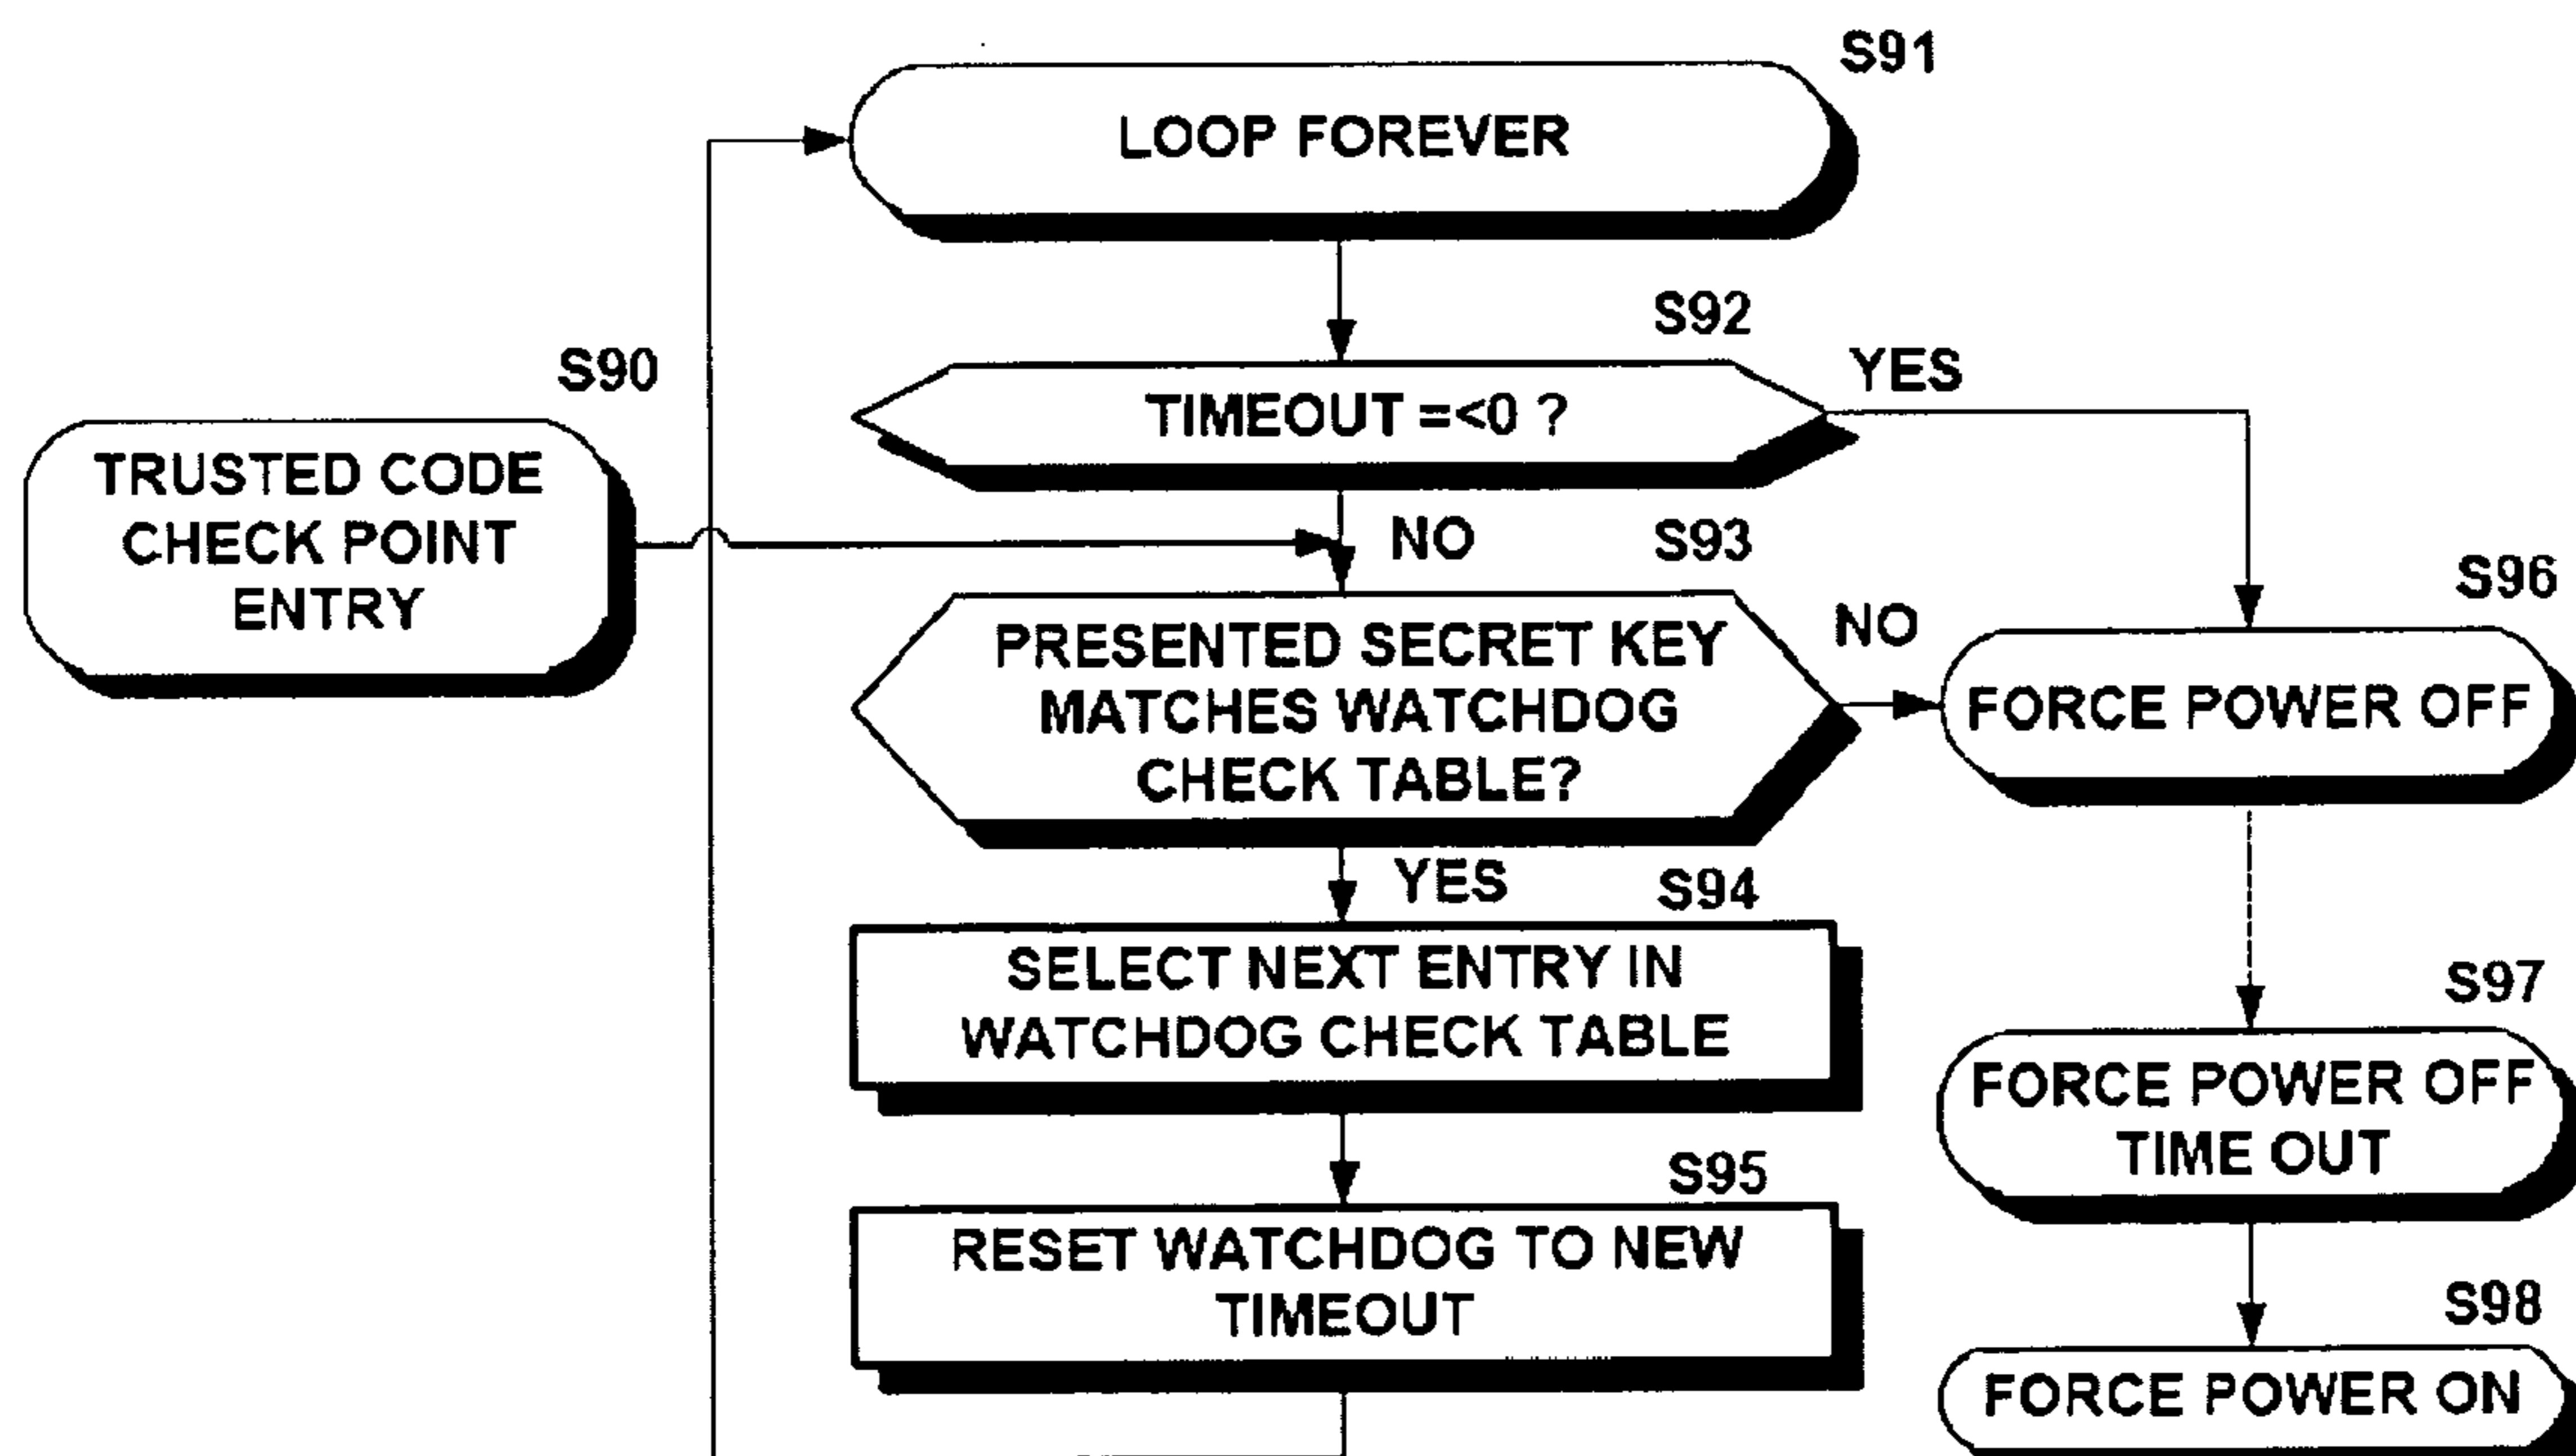 S91
LOOP FOREVER
S92
TIMEOUT =<0 ?
YES
S90
TRUSTED CODE
CHECK POINT
ENTRY
NO
S93
PRESENTED SECRET KEY
MATCHES WATCHDOG
CHECK TABLE?
NO
S96
FORCE POWER OFF
YES
S94
SELECT NEXT ENTRY IN
WATCHDOG CHECK TABLE
S97
FORCE POWER OFF
TIME OUT
S95
RESET WATCHDOG TO NEW
TIMEOUT
S98
FORCE POWER ON